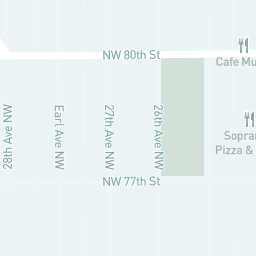 NW 80th St
Cafe Mu
28th Ave NW
Earl Ave NW
27th Ave NW
26th Ave NW
Sopran
Pizza &
NW 77th St